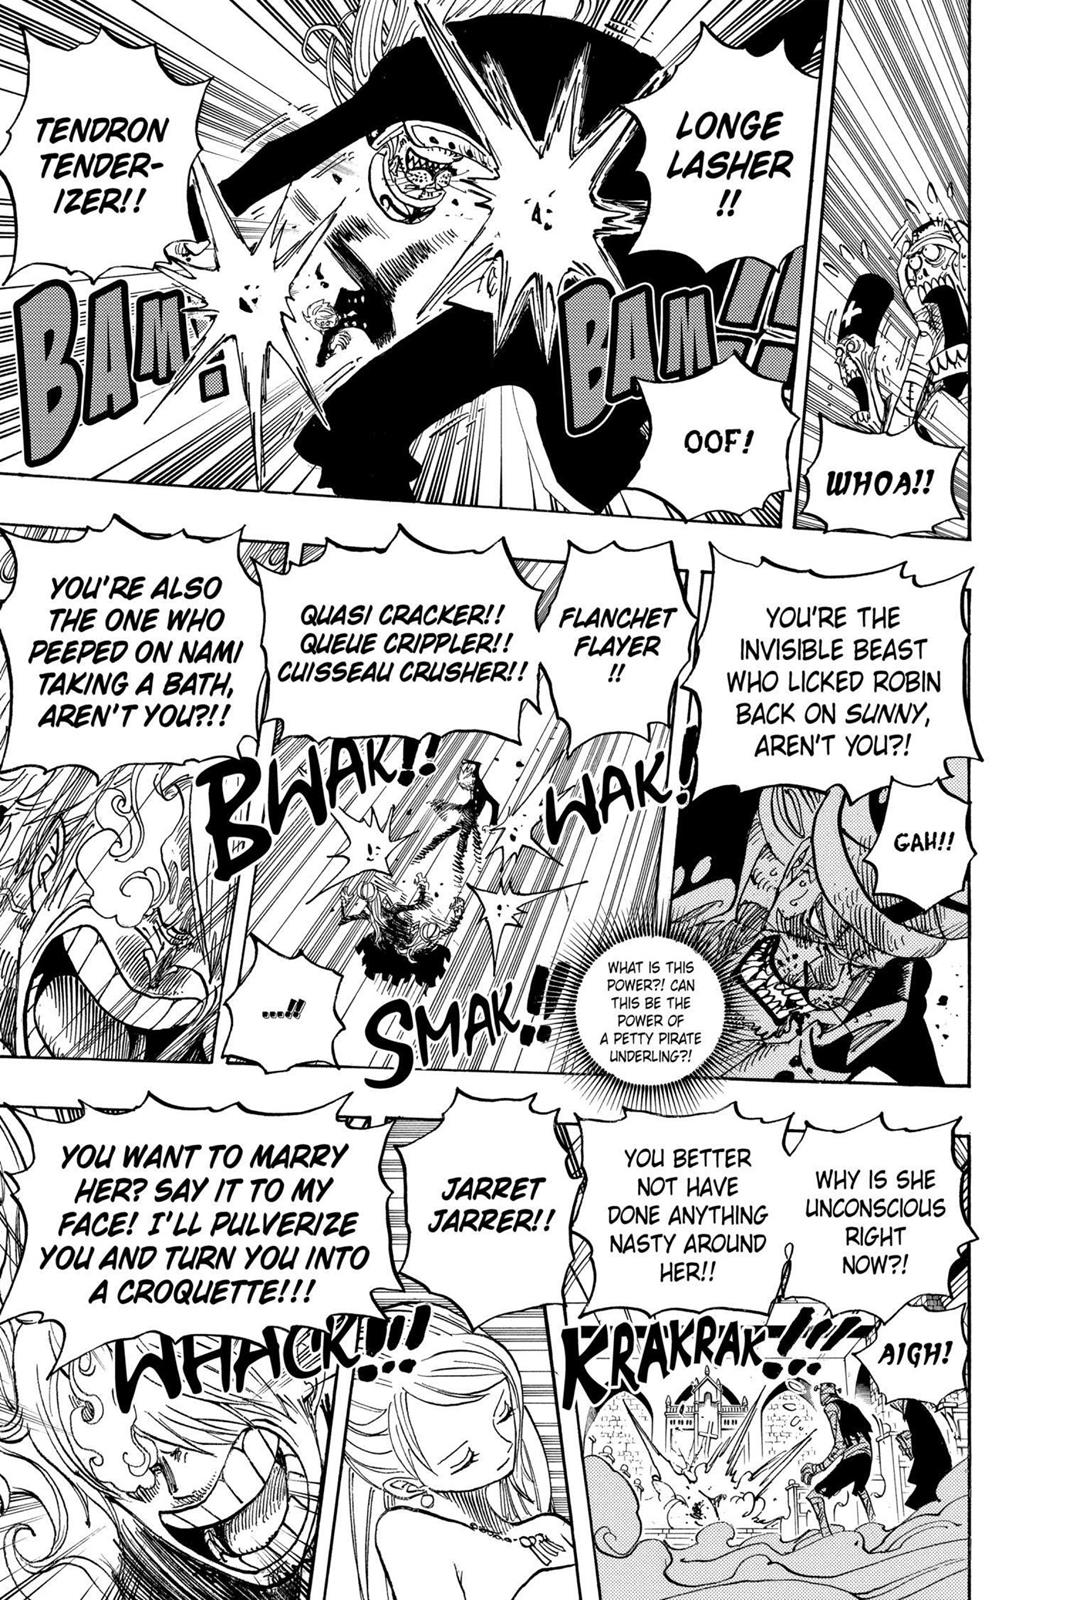 WHOA!!
LONGE
LASHER
!!
BAM!!
OOF!
TENDRON
TENDER-
IZER!!
BAM!
YOU'RE THE
INVISIBLE BEAST
WHO LICKED ROBIN
BACK ON SUNNY,
AREN'T YOU?!
GAH!!
WHAT IS THIS
POWER?! CAN
THIS BE THE
POWER OF
A PETTY PIRATE
UNDERLING?!
FLANCHET
FLAYER
!!
WAK!
QUASI CRACKER!!
QUEUE CRIPPLER!!
CUISSEAU CRUSHER!!
BWAK!!
SMAK!!
....!!
YOU'RE ALSO
THE ONE WHO
PEEPED ON NAMI
TAKING A BATH,
AREN'T YOU?!!
WHY IS SHE
UNCONSCIOUS
RIGHT
NOW?!
YOU BETTER
NOT HAVE
DONE ANYTHING
NASTY AROUND
HER!!
AIGH!
KRAKRAK!!!
JARRET
JARRER!!
YOU WANT TO MARRY
HER? SAY IT TO MY
FACE! I'LL PULVERIZE
YOU AND TURN YOU INTO
A CROQUETTE!!!
WHACK!!!